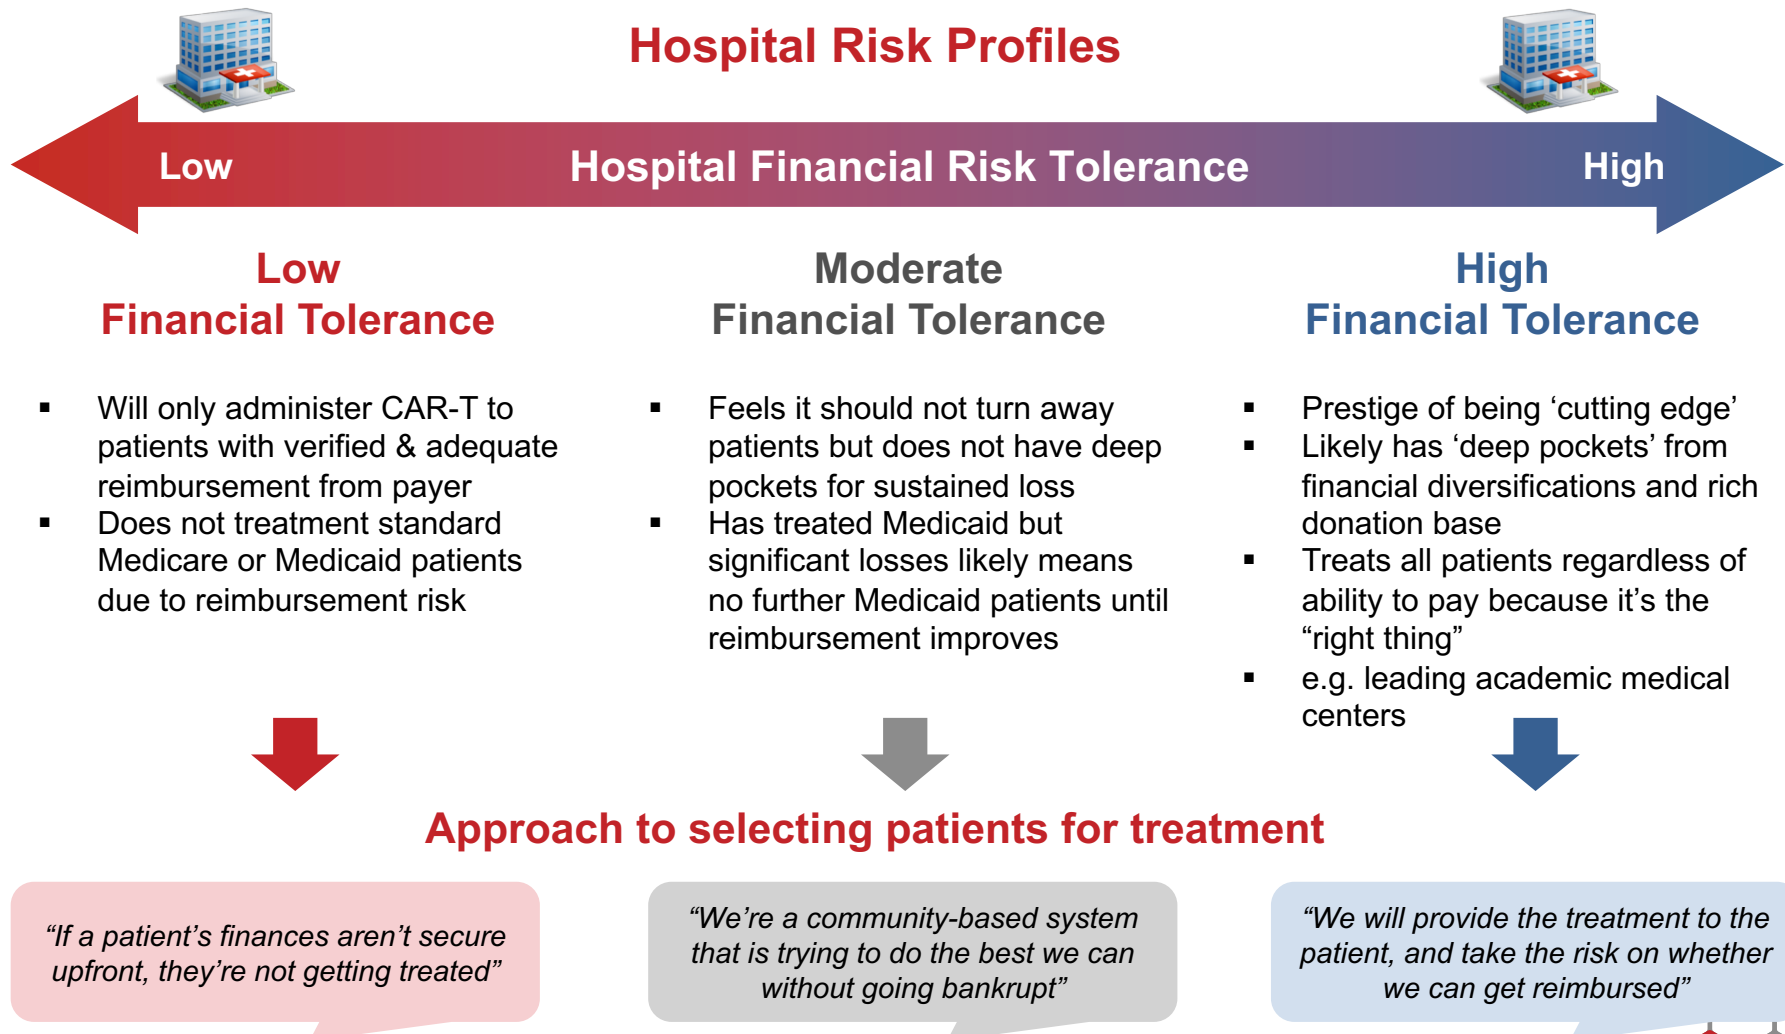 Hospital Risk Profiles
Low
Hospital Financial Risk Tolerance
High
Low
Financial Tolerance
▪ Will only administer CAR-T to
patients with verified & adequate
reimbursement from payer
▪ Does not treatment standard
Medicare or Medicaid patients
due to reimbursement risk
Moderate
Financial Tolerance
▪ Feels it should not turn away
patients but does not have deep
pockets for sustained loss
▪ Has treated Medicaid but
significant losses likely means
no further Medicaid patients until
reimbursement improves
High
Financial Tolerance
▪ Prestige of being ‘cutting edge’
▪ Likely has ‘deep pockets’ from
financial diversifications and rich
donation base
▪ Treats all patients regardless of
ability to pay because it’s the
“right thing”
▪ e.g. leading academic medical
centers
Approach to selecting patients for treatment
“If a patient’s finances aren’t secure
upfront, they’re not getting treated”
“We’re a community-based system
that is trying to do the best we can
without going bankrupt”
“We will provide the treatment to the
patient, and take the risk on whether
we can get reimbursed”